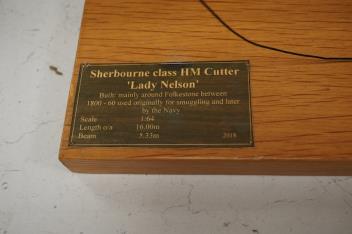 Sherbourne class HM Cutter
'Lady Nelson'
Built: mainly around Folkestone between
1800 - 60 used originally for smuggling and later
by the Navy
Scale 1:64
Length o/a 16.00m
Beam 5.33m 2018